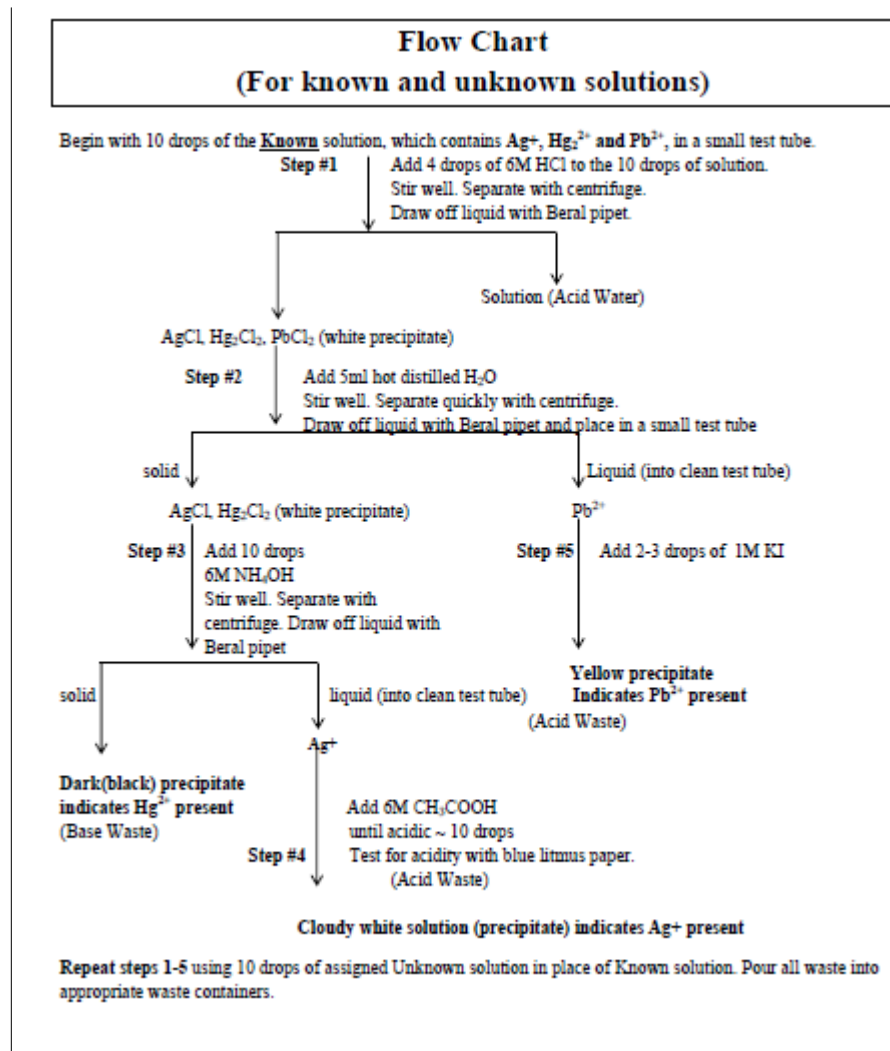 Flow Chart
(For known and unknown solutions)
Begin with 10 drops of the Known solution, which contains Ag+, Hg₂²⁺ and Pb²⁺, in a small test tube.
Step #1 Add 4 drops of 6M HCl to the 10 drops of solution.
Stir well. Separate with centrifuge.
Draw off liquid with Beral pipet.
Solution (Acid Water)
AgCl, Hg₂Cl₂, PbCl₂ (white precipitate)
Step #2 Add 5ml hot distilled H₂O
Stir well. Separate quickly with centrifuge.
Draw off liquid with Beral pipet and place in a small test tube
solid
Liquid (into clean test tube)
AgCl, Hg₂Cl₂ (white precipitate)
Pb²⁺
Step #3 Add 10 drops
6M NH₄OH
Stir well. Separate with
centrifuge. Draw off liquid with
Beral pipet
Step #5 Add 2-3 drops of 1M KI
Yellow precipitate
Indicates Pb²⁺ present
(Acid Waste)
solid
liquid (into clean test tube)
Ag+
Dark(black) precipitate
indicates Hg²⁺ present
(Base Waste)
Add 6M CH₃COOH
until acidic ~ 10 drops
Step #4 Test for acidity with blue litmus paper.
(Acid Waste)
Cloudy white solution (precipitate) indicates Ag+ present
Repeat steps 1-5 using 10 drops of assigned Unknown solution in place of Known solution. Pour all waste into
appropriate waste containers.